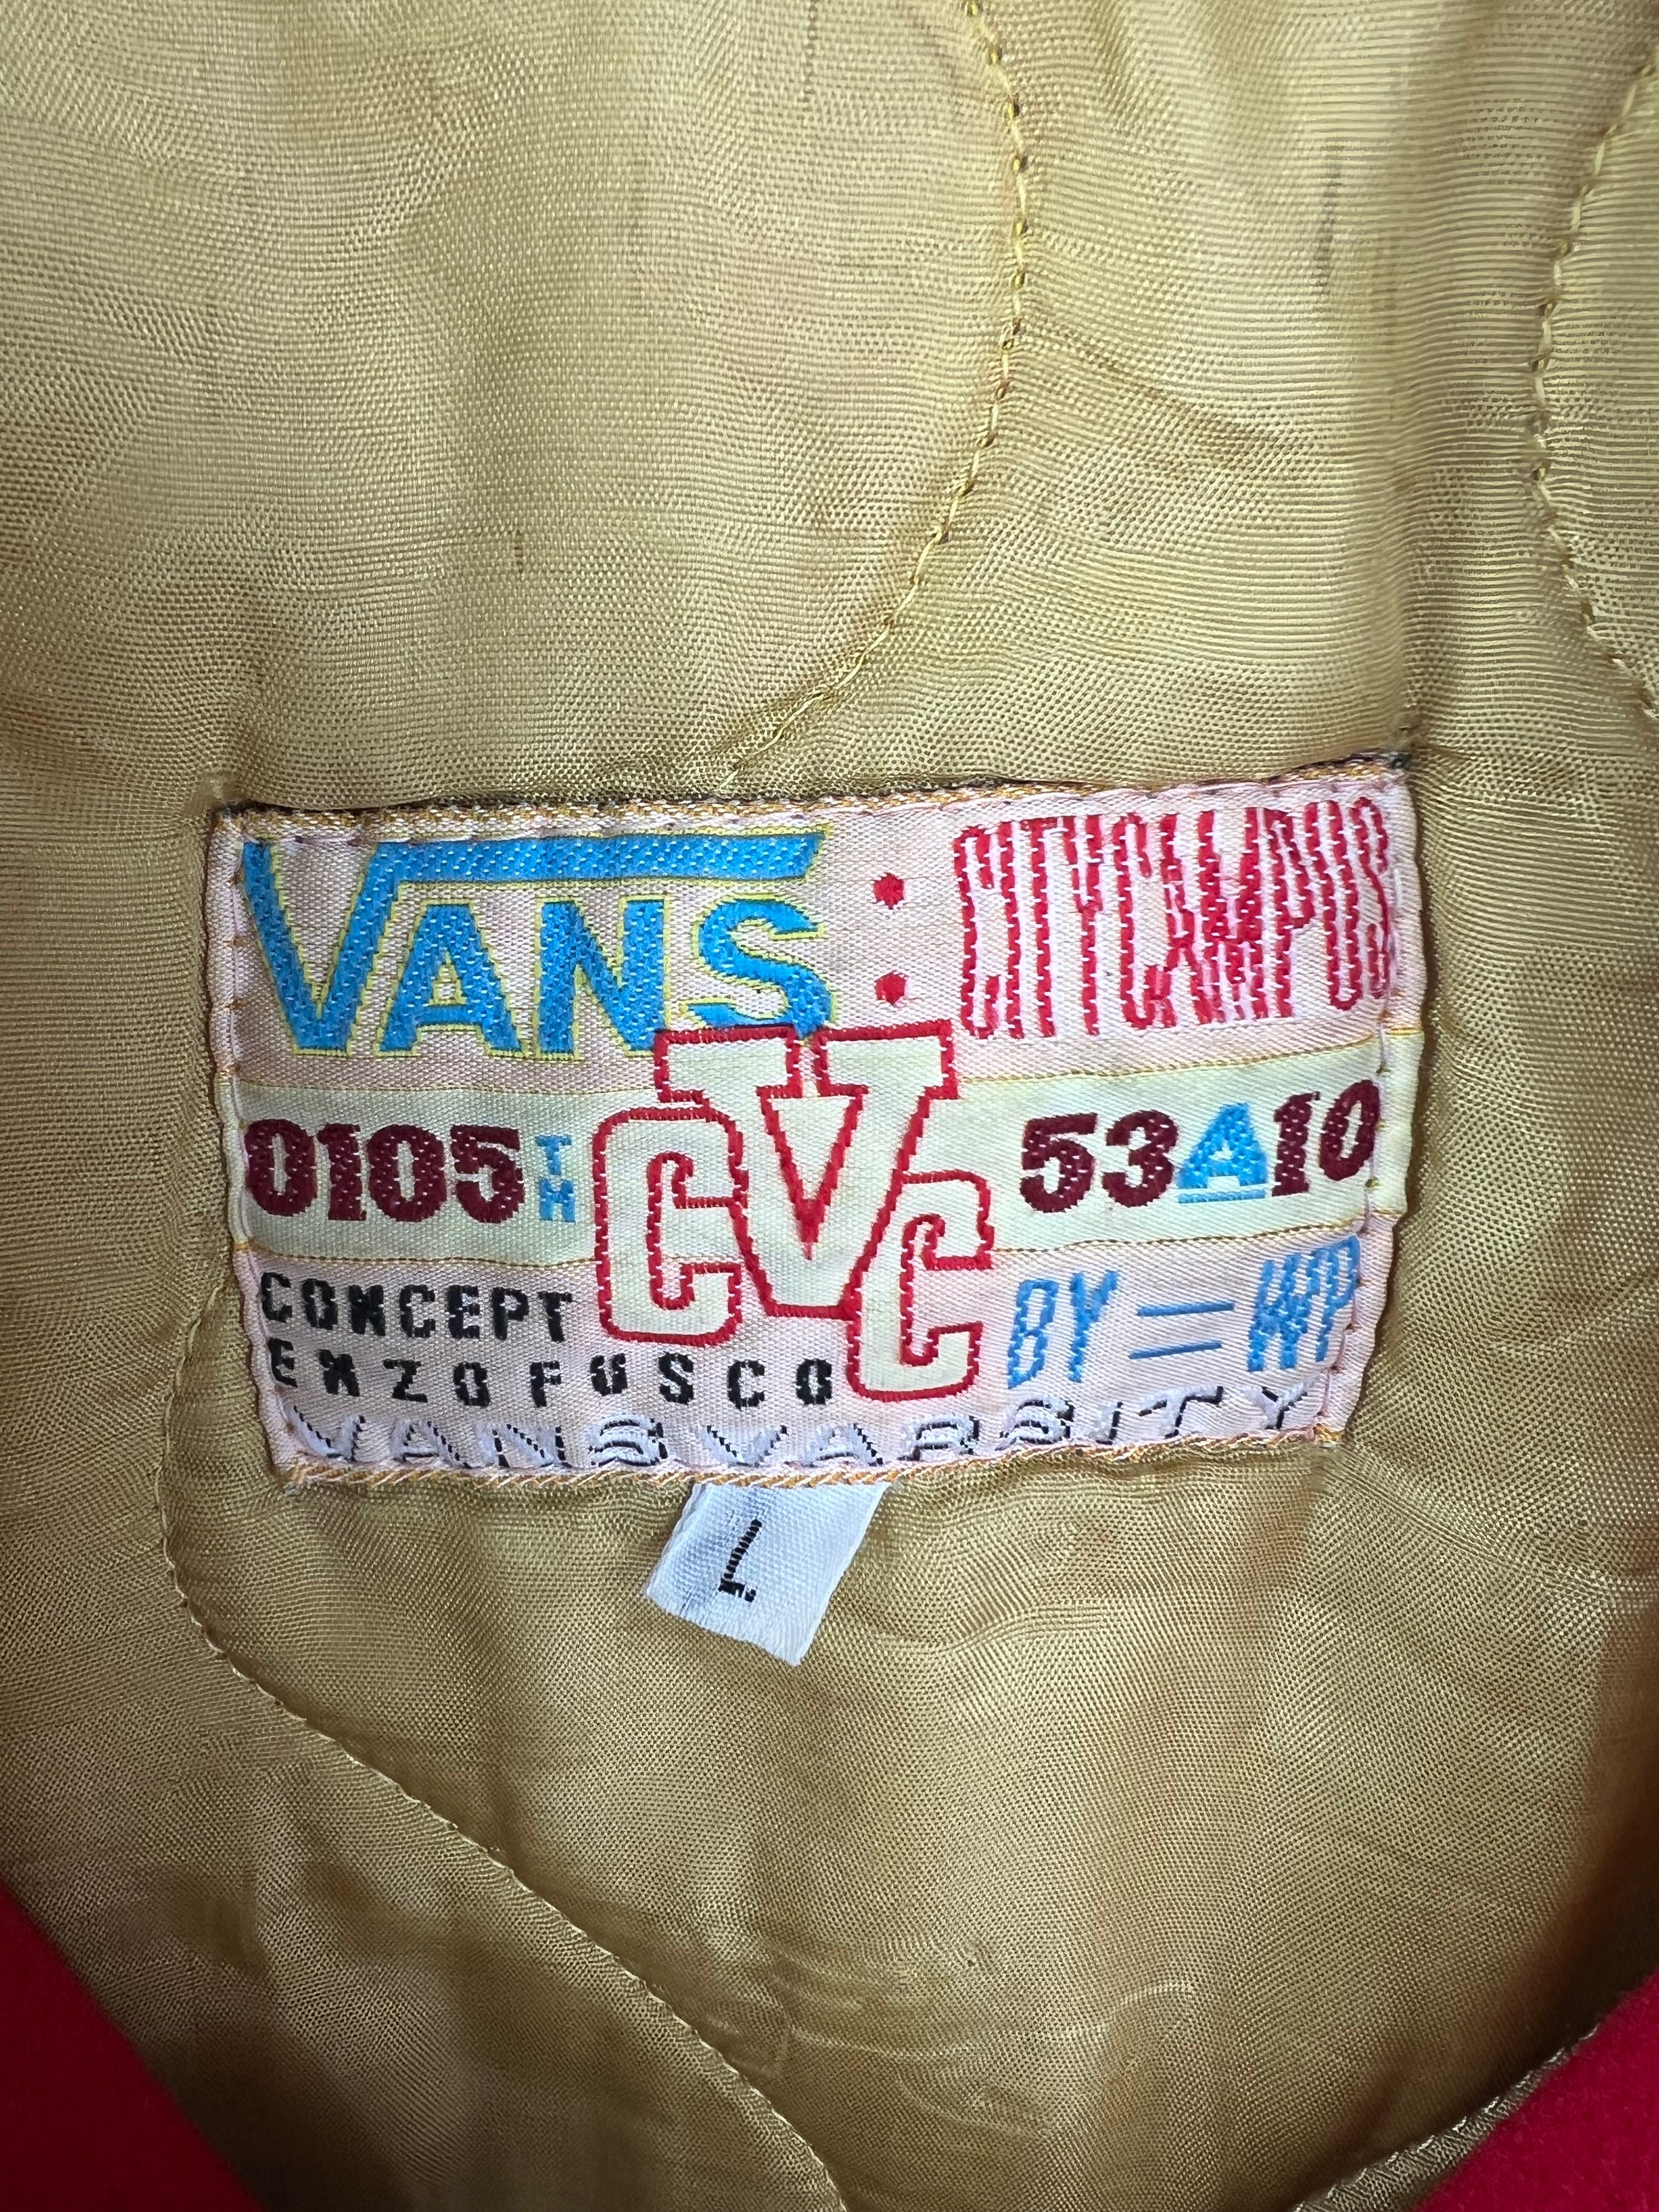 VANS : CITYCAMPUS
0105TH CVC 53A10
CONCEPT BY = WP
ENZOFUSCO
VANSVARSITY
L